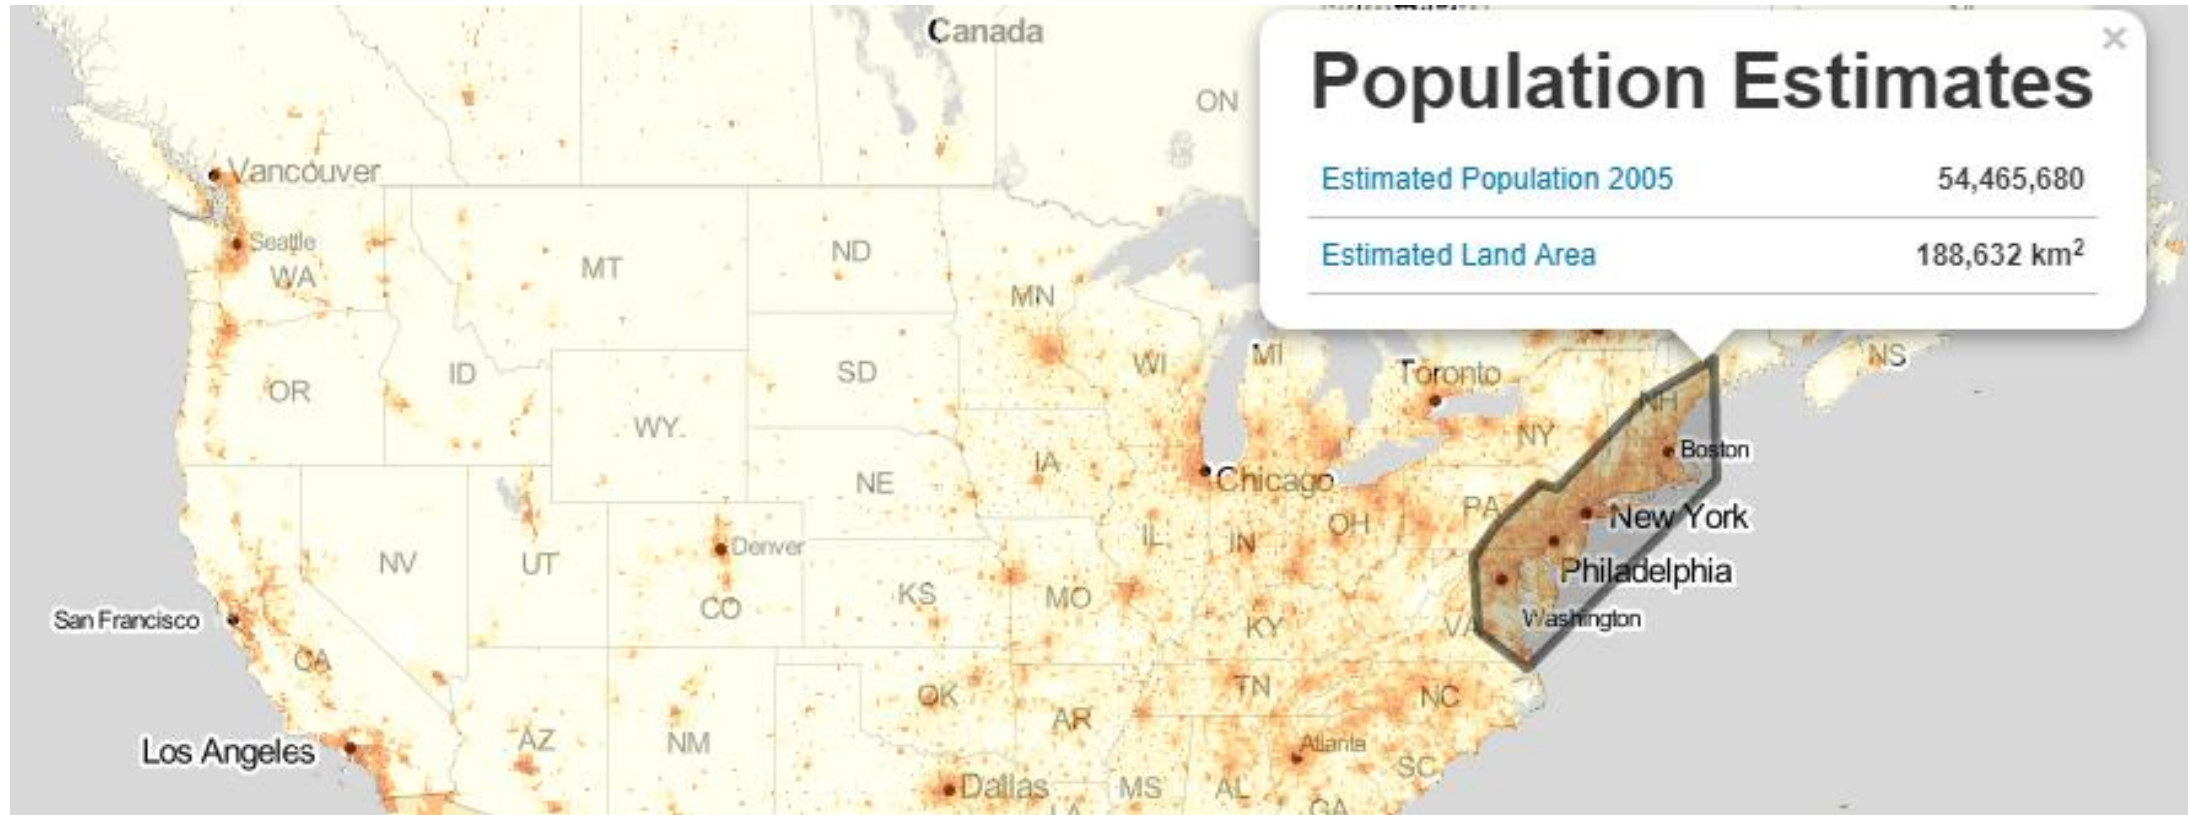 Canada
ON
×
Population Estimates
Estimated Population 2005 54,465,680
Estimated Land Area 188,632 km²
Vancouver
Seattle
WA
MT
ND
MN
OR
ID
WY
SD
WI
MI
Toronto
NS
NH
NY
Boston
IA
NE
Chicago
PA
New York
NV
UT
Denver
CO
IL
IN
OH
Philadelphia
KS
MO
KY
VA
Washington
San Francisco
CA
OK
TN
NC
AR
Los Angeles
AZ
NM
Atlanta
SC
Dallas
MS
AL
LA
GA